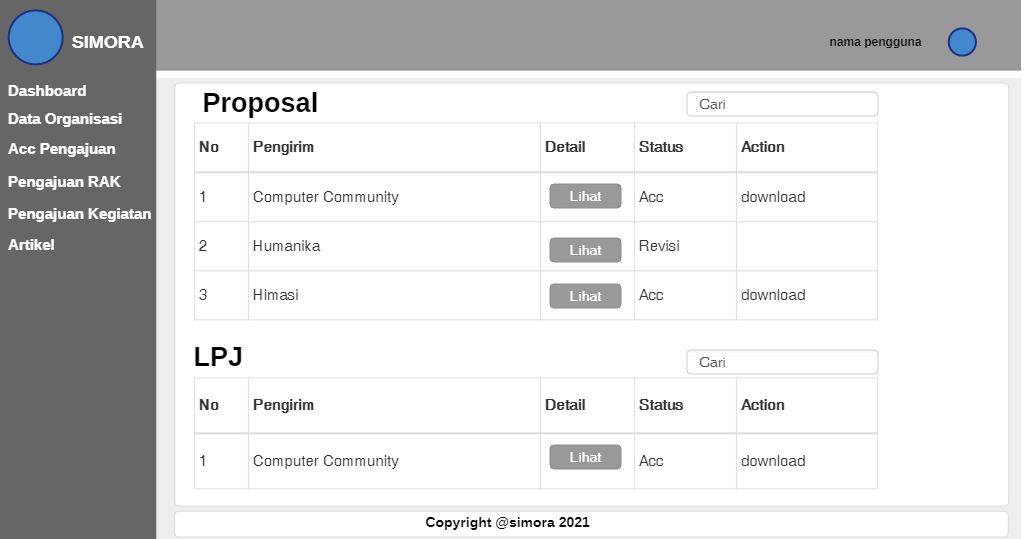 SIMORA
nama pengguna
Dashboard
Data Organisasi
Acc Pengajuan
Pengajuan RAK
Pengajuan Kegiatan
Artikel
Proposal
Cari
No Pengirim Detail Status Action
1 Computer Community Lihat Acc download
2 Humanika Lihat Revisi
3 Himasi Lihat Acc download
LPJ
Cari
No Pengirim Detail Status Action
1 Computer Community Lihat Acc download
Copyright @simora 2021